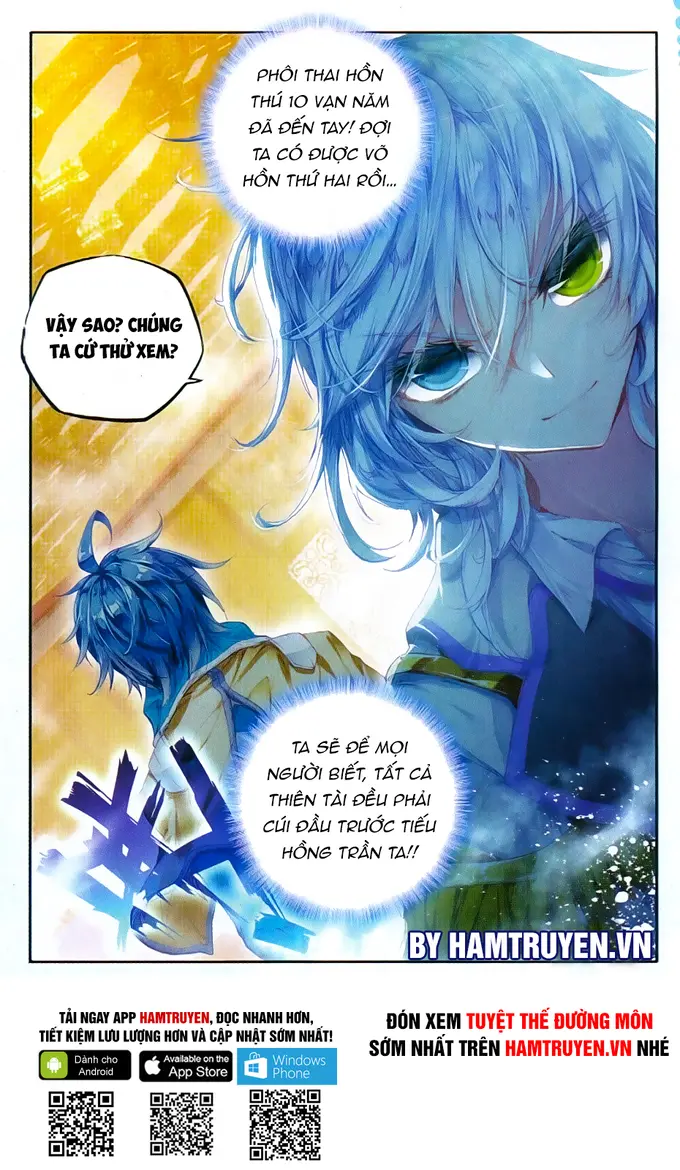 PHÔI THAI HỒN
THÚ 10 VẠN NĂM
ĐÃ ĐẾN TAY! ĐỢI
TA CÓ ĐƯỢC VÕ
HỒN THỨ HAI RỒI...
VẬY SAO? CHÚNG
TA CỨ THỬ XEM?
TA SẼ ĐỂ MỌI
NGƯỜI BIẾT, TẤT CẢ
THIÊN TÀI ĐỀU PHẢI
CÚI ĐẦU TRƯỚC TIẾU
HỒNG TRẦN TA!!
BY HAMTRUYEN.VN
TẢI NGAY APP HAMTRUYEN, ĐỌC NHANH HƠN,
TIẾT KIỆM LƯU LƯỢNG HƠN VÀ CẬP NHẬT SỚM NHẤT!
Dành cho
Android
Available on the
App Store
Windows
Phone
ĐÓN XEM TUYỆT THẾ ĐƯỜNG MÔN
SỚM NHẤT TRÊN HAMTRUYEN.VN NHÉ